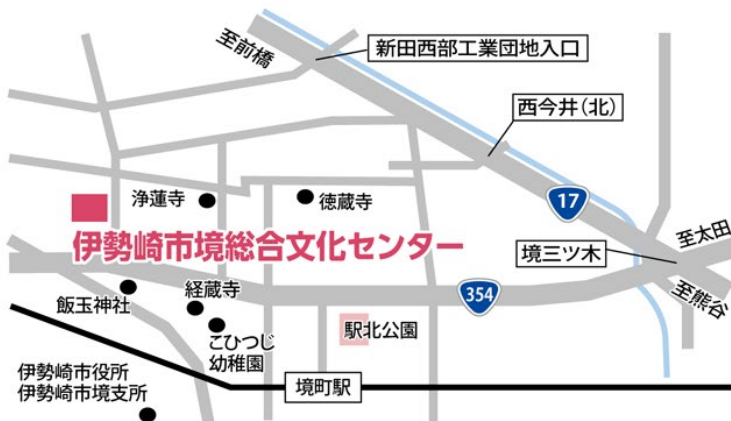 至前橋
新田西部工業団地入口
西今井(北)
浄蓮寺
徳蔵寺
17
伊勢崎市境総合文化センター
至太田
境三ツ木
至熊谷
354
飯玉神社
経蔵寺
こひつじ
幼稚園
駅北公園
伊勢崎市役所
伊勢崎市境支所
境町駅